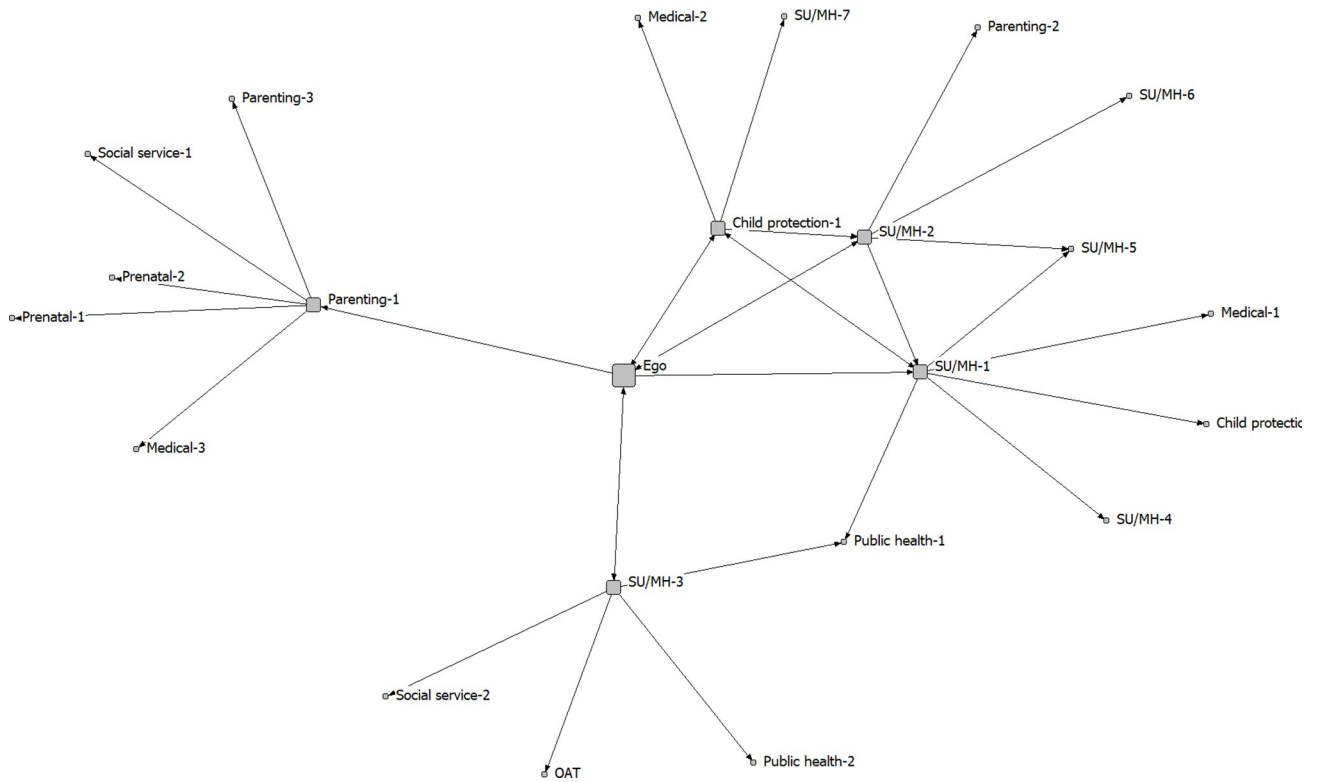 Medical-2
SU/MH-7
Parenting-2
SU/MH-6
Parenting-3
Social service-1
Child protection-1
SU/MH-2
SU/MH-5
Prenatal-2
Parenting-1
Prenatal-1
Medical-1
Ego
SU/MH-1
Child protectic
Medical-3
SU/MH-4
Public health-1
SU/MH-3
Social service-2
Public health-2
OAT